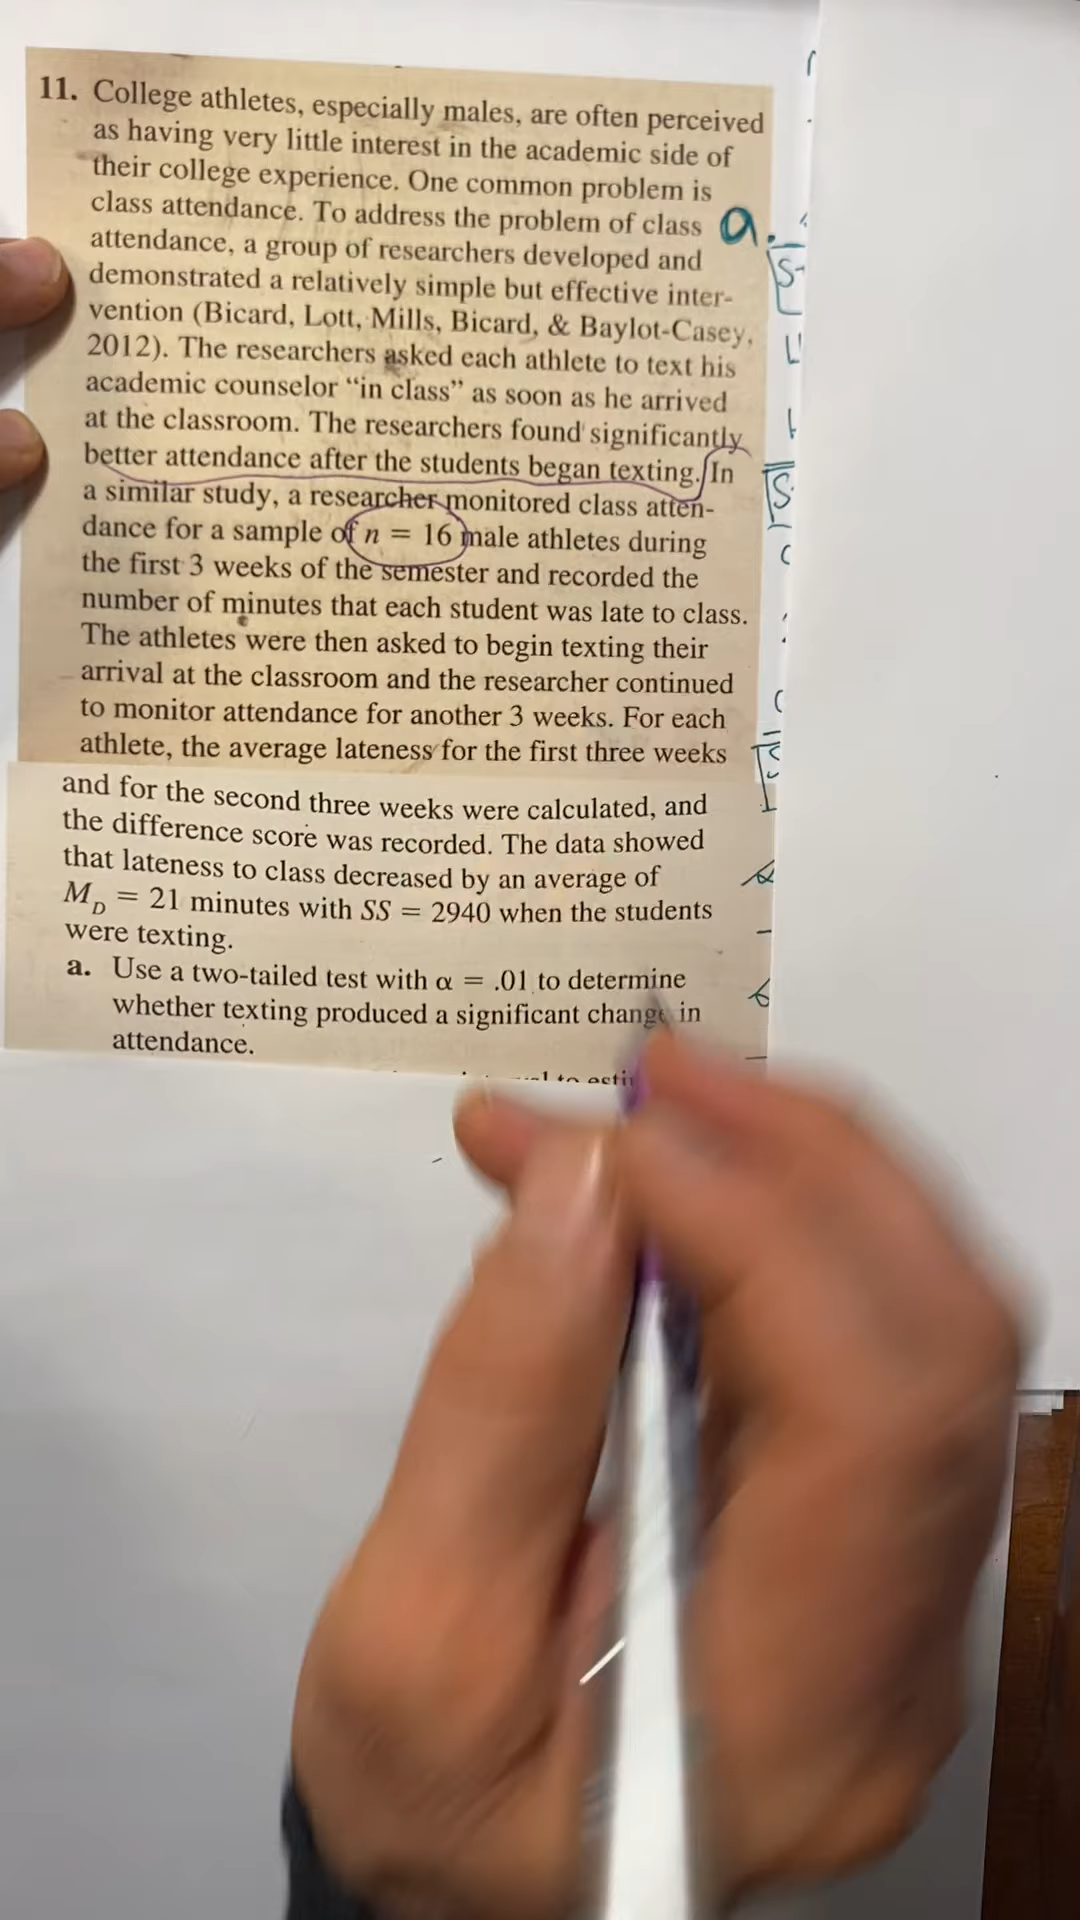 11. College athletes, especially males, are often perceived
as having very little interest in the academic side of
their college experience. One common problem is
class attendance. To address the problem of class
a.
attendance, a group of researchers developed and
demonstrated a relatively simple but effective inter-
vention (Bicard, Lott, Mills, Bicard, & Baylot-Casey,
2012). The researchers asked each athlete to text his
academic counselor “in class” as soon as he arrived
at the classroom. The researchers found significantly
better attendance after the students began texting. In
a similar study, a researcher monitored class atten-
dance for a sample of n = 16 male athletes during
the first 3 weeks of the semester and recorded the
number of minutes that each student was late to class.
The athletes were then asked to begin texting their
arrival at the classroom and the researcher continued
to monitor attendance for another 3 weeks. For each
athlete, the average lateness for the first three weeks
and for the second three weeks were calculated, and
the difference score was recorded. The data showed
that lateness to class decreased by an average of
M_D = 21 minutes with SS = 2940 when the students
were texting.
a. Use a two-tailed test with α = .01 to determine
whether texting produced a significant change in
attendance.